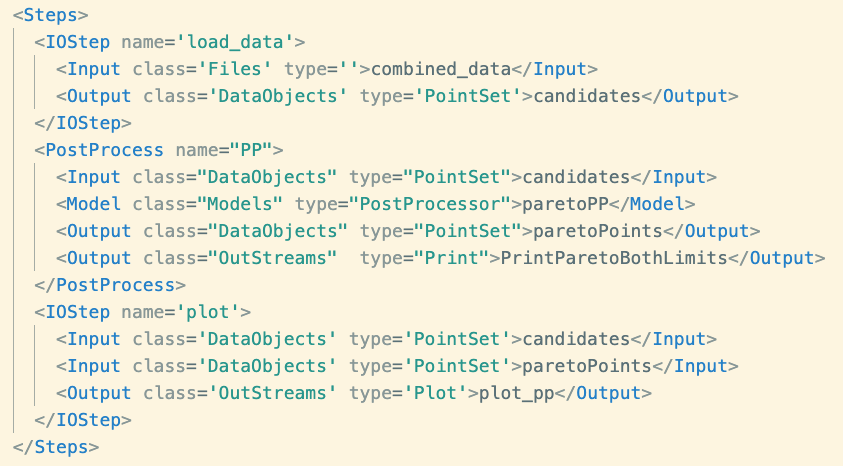 <Steps>
  <IOStep name='load_data'>
    <Input class='Files' type=''>combined_data</Input>
    <Output class='DataObjects' type='PointSet'>candidates</Output>
  </IOStep>
  <PostProcess name="PP">
    <Input class="DataObjects" type="PointSet">candidates</Input>
    <Model class="Models" type="PostProcessor">paretoPP</Model>
    <Output class="DataObjects" type="PointSet">paretoPoints</Output>
    <Output class="OutStreams"  type="Print">PrintParetoBothLimits</Output>
  </PostProcess>
  <IOStep name='plot'>
    <Input class='DataObjects' type='PointSet'>candidates</Input>
    <Input class='DataObjects' type='PointSet'>paretoPoints</Input>
    <Output class='OutStreams' type='Plot'>plot_pp</Output>
  </IOStep>
</Steps>